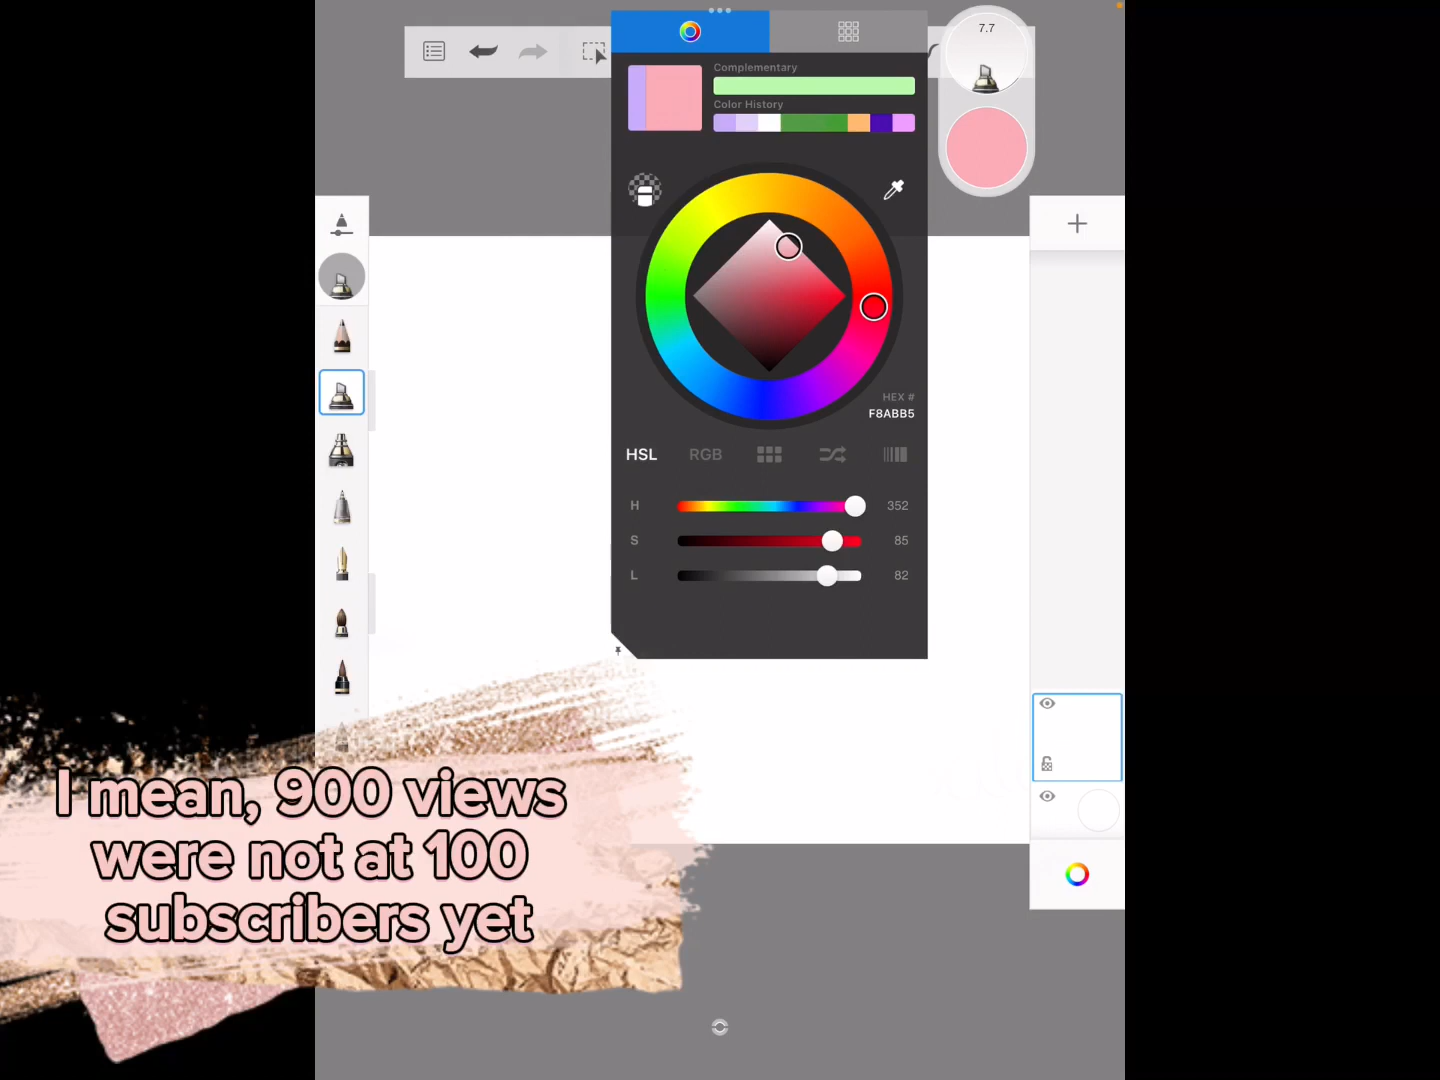 7.7
Complementary
Color History
HEX #
F8ABB5
HSL RGB
H 352
S 85
L 82
I mean, 900 views
were not at 100
subscribers yet